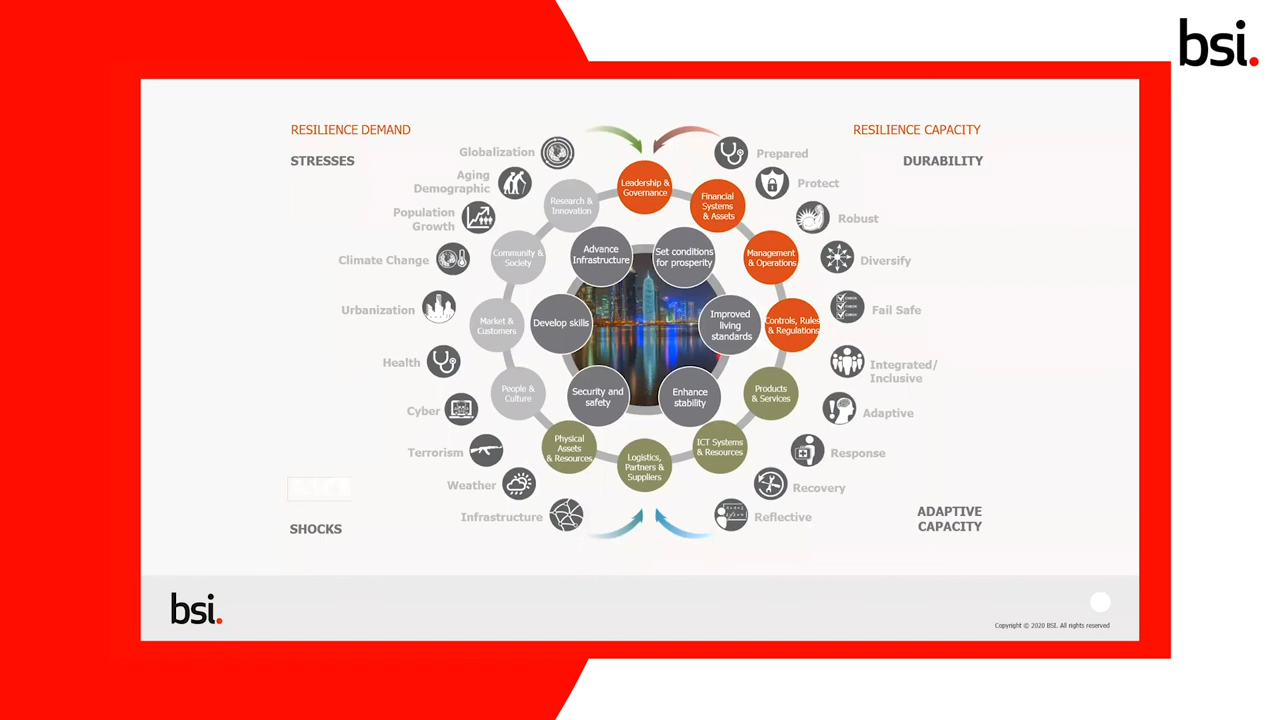 bsi.
RESILIENCE DEMAND
STRESSES
RESILIENCE CAPACITY
DURABILITY
Globalization
Aging
Demographic
Population
Growth
Climate Change
Urbanization
Health
Cyber
Terrorism
Weather
Infrastructure
SHOCKS
Leadership &
Governance
Financial
Systems
& Assets
Management
& Operations
Controls, Rules
& Regulations
Products
& Services
ICT Systems
& Resources
Logistics,
Partners &
Suppliers
Physical
Assets
& Resources
People &
Culture
Market &
Customers
Community &
Society
Research &
Innovation
Advance
Infrastructure
Set conditions
for prosperity
Improved
living
standards
Enhance
stability
Security and
safety
Develop skills
Prepared
Protect
Robust
Diversify
Fail Safe
Integrated/
Inclusive
Adaptive
Response
Recovery
Reflective
ADAPTIVE
CAPACITY
bsi.
Copyright © 2020 BSI. All rights reserved